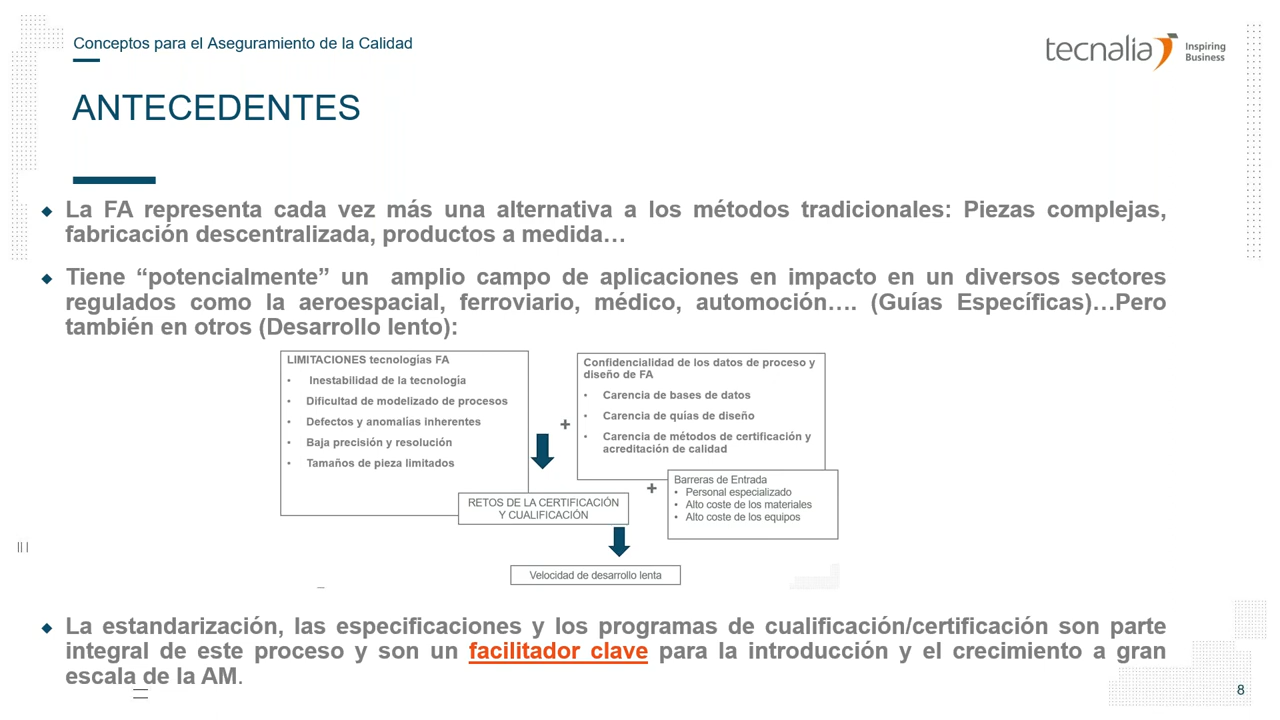 Conceptos para el Aseguramiento de la Calidad
tecnalia Inspiring
Business
ANTECEDENTES
La FA representa cada vez más una alternativa a los métodos tradicionales: Piezas complejas,
fabricación descentralizada, productos a medida…
Tiene “potencialmente” un amplio campo de aplicaciones en impacto en un diversos sectores
regulados como la aeroespacial, ferroviario, médico, automoción…. (Guías Específicas)…Pero
también en otros (Desarrollo lento):
LIMITACIONES tecnologías FA
• Inestabilidad de la tecnología
• Dificultad de modelizado de procesos
• Defectos y anomalías inherentes
• Baja precisión y resolución
• Tamaños de pieza limitados
+
Confidencialidad de los datos de proceso y
diseño de FA
• Carencia de bases de datos
• Carencia de quías de diseño
• Carencia de métodos de certificación y
acreditación de calidad
+
Barreras de Entrada
• Personal especializado
• Alto coste de los materiales
• Alto coste de los equipos
RETOS DE LA CERTIFICACIÓN
Y CUALIFICACIÓN
Velocidad de desarrollo lenta
La estandarización, las especificaciones y los programas de cualificación/certificación son parte
integral de este proceso y son un facilitador clave para la introducción y el crecimiento a gran
escala de la AM.
8